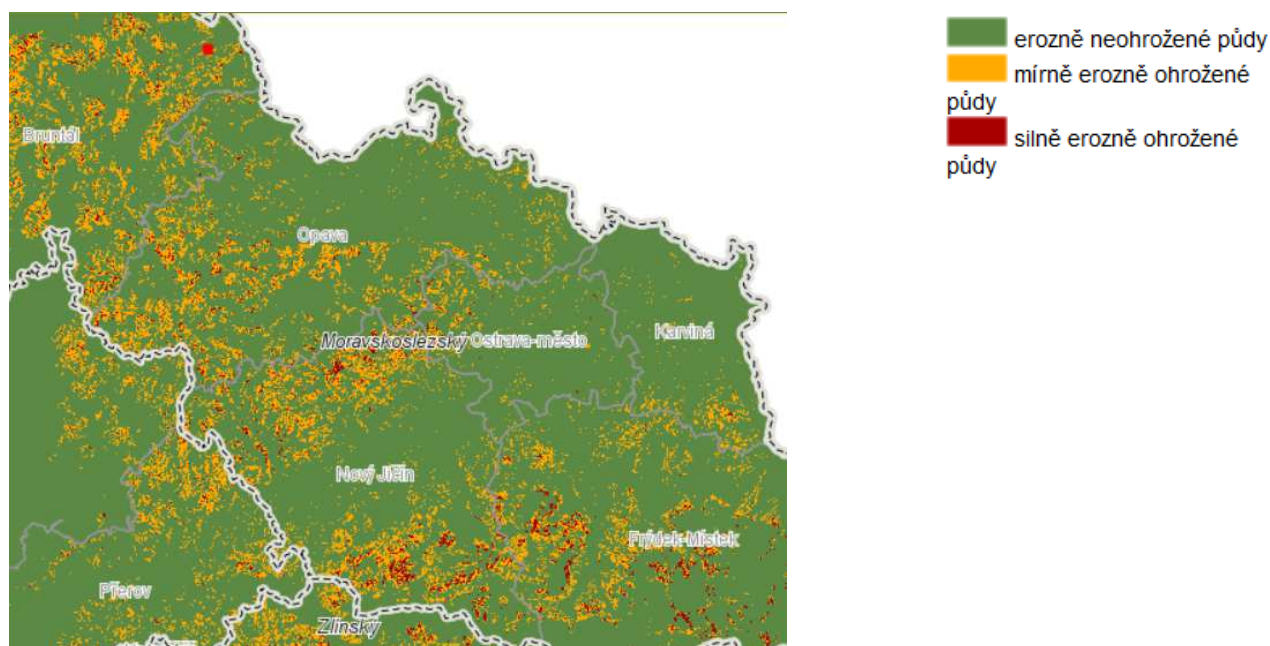 erozně neohrožené půdy
mírně erozně ohrožené
půdy
silně erozně ohrožené
půdy
Bruntál
Opava
Moravskoslezský
Ostrava-město
Karviná
Nový Jičín
Frýdek-Místek
Přerov
Zlínský